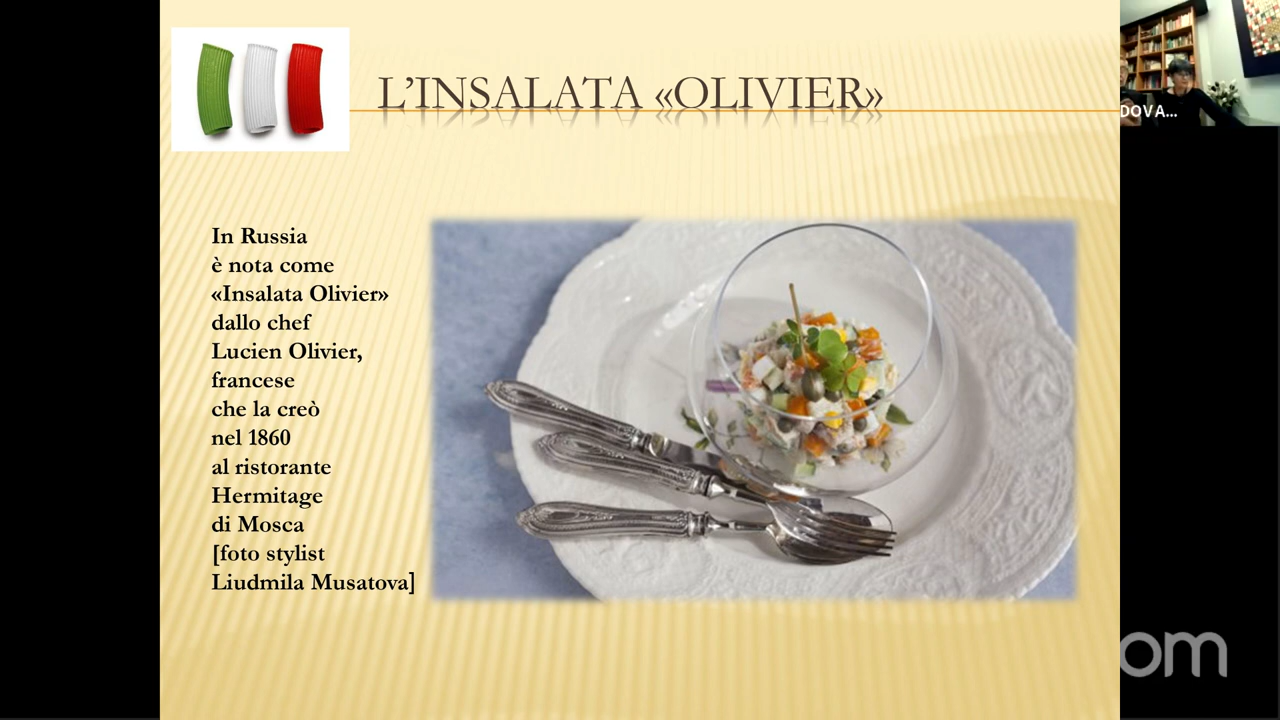 L'INSALATA «OLIVIER»
In Russia
è nota come
«Insalata Olivier»
dallo chef
Lucien Olivier,
francese
che la creò
nel 1860
al ristorante
Hermitage
di Mosca
[foto stylist
Liudmila Musatova]
DOV A...
om